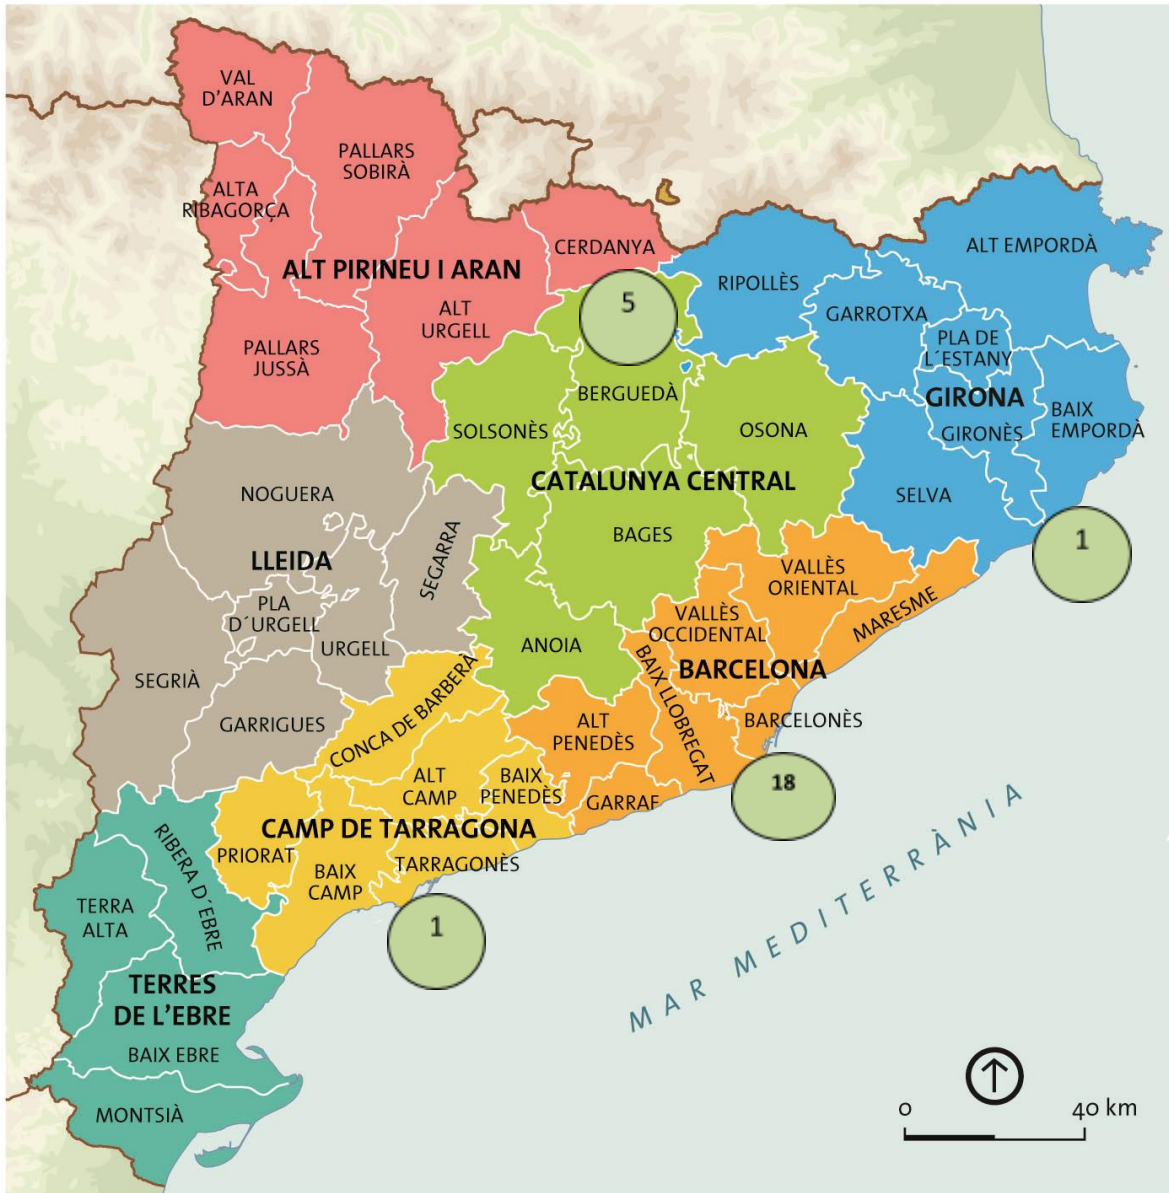 VAL
D'ARAN
PALLARS
SOBIRÀ
ALTA
RIBAGORÇA
CERDANYA
ALT PIRINEU I ARAN
ALT
URGELL
PALLARS
JUSSÀ
5
RIPOLLÈS
ALT EMPORDÀ
GARROTXA
PLA DE
L´ESTANY
GIRONA
GIRONÈS
BAIX
EMPORDÀ
SELVA
1
BERGUEDÀ
SOLSONÈS
OSONA
CATALUNYA CENTRAL
BAGES
ANOIA
NOGUERA
LLEIDA
SEGARRA
PLA
D´URGELL
URGELL
SEGRIÀ
GARRIGUES
VALLÈS
ORIENTAL
VALLÈS
OCCIDENTAL
MARESME
BARCELONA
BAIX LLOBREGAT
BARCELONÈS
ALT
PENEDÈS
GARRAF
18
CONCA DE BARBERÀ
ALT
CAMP
BAIX
PENEDÈS
CAMP DE TARRAGONA
PRIORAT
BAIX
CAMP
TARRAGONÈS
1
RIBERA D´EBRE
TERRA
ALTA
TERRES
DE L'EBRE
BAIX EBRE
MONTSIÀ
MAR MEDITERRÀNIA
0 40 km